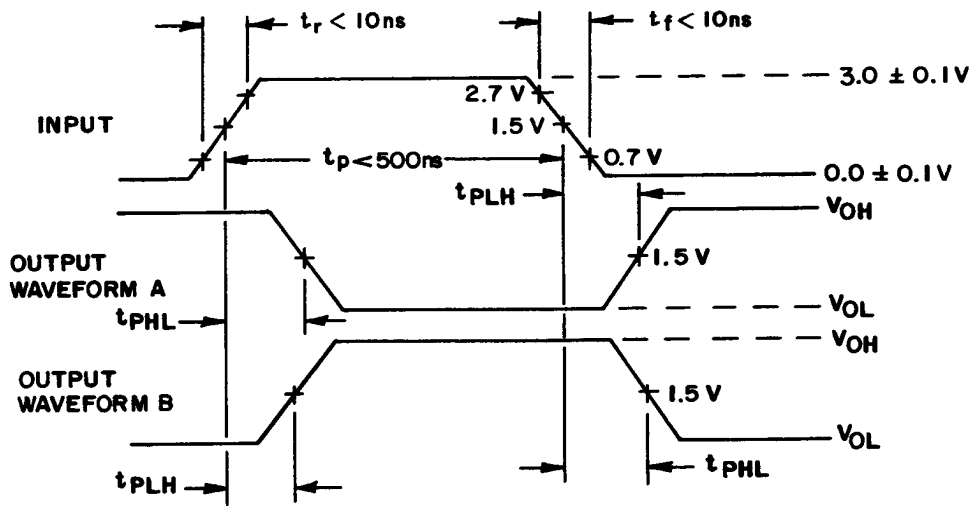 tr < 10ns
tf < 10ns
3.0 ± 0.1V
2.7 V
INPUT
1.5 V
tp < 500ns
0.7 V
0.0 ± 0.1V
tPLH
VOH
OUTPUT
WAVEFORM A
1.5 V
tPHL
VOL
VOH
OUTPUT
WAVEFORM B
1.5 V
VOL
tPLH
tPHL